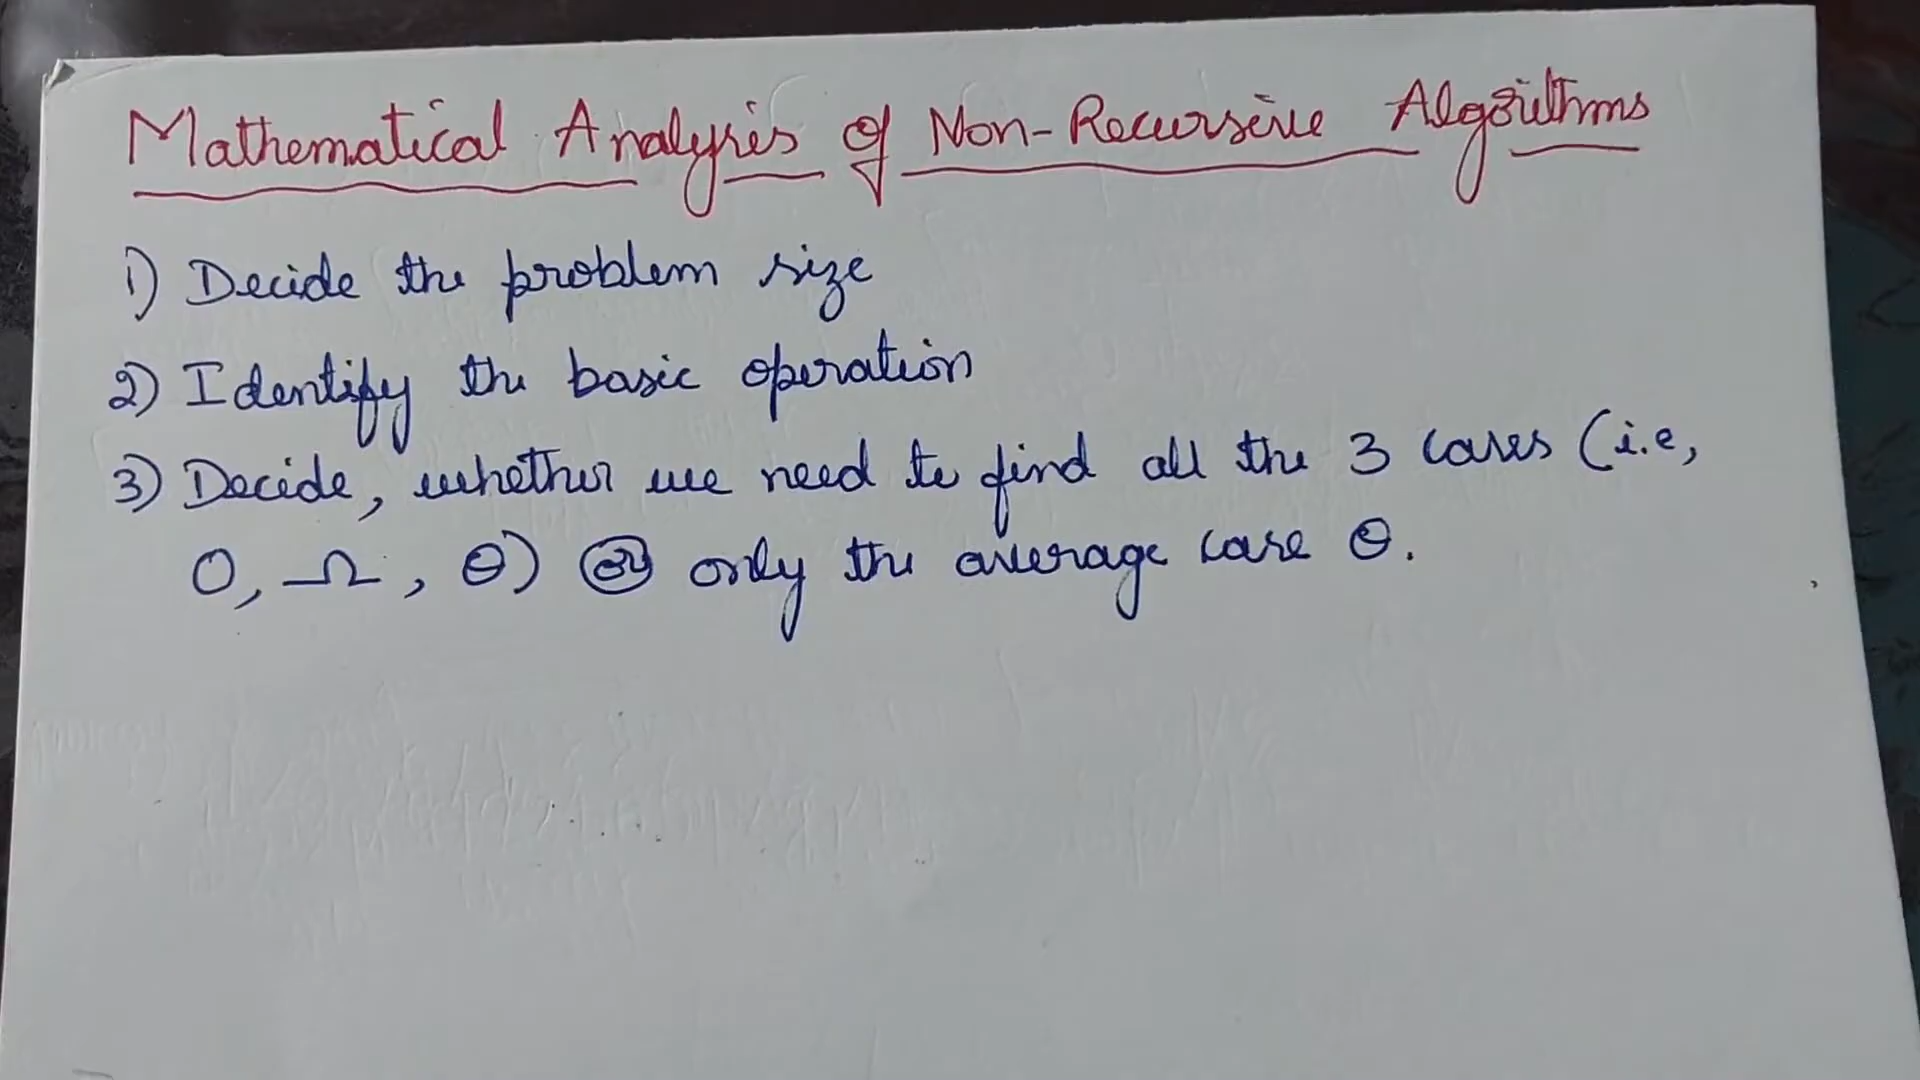 Mathematical Analysis of Non-Recursive Algorithms
1) Decide the problem size
2) Identify the basic operation
3) Decide, whether we need to find all the 3 cases (i.e,
O, Ω, Θ) or only the average case Θ.